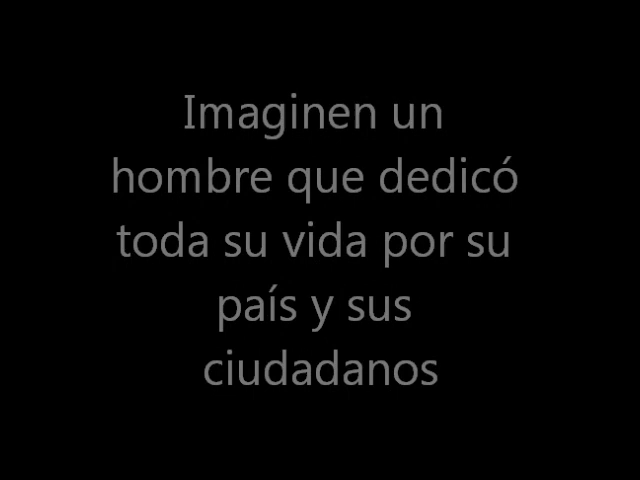 Imaginen un
hombre que dedicó
toda su vida por su
país y sus
ciudadanos